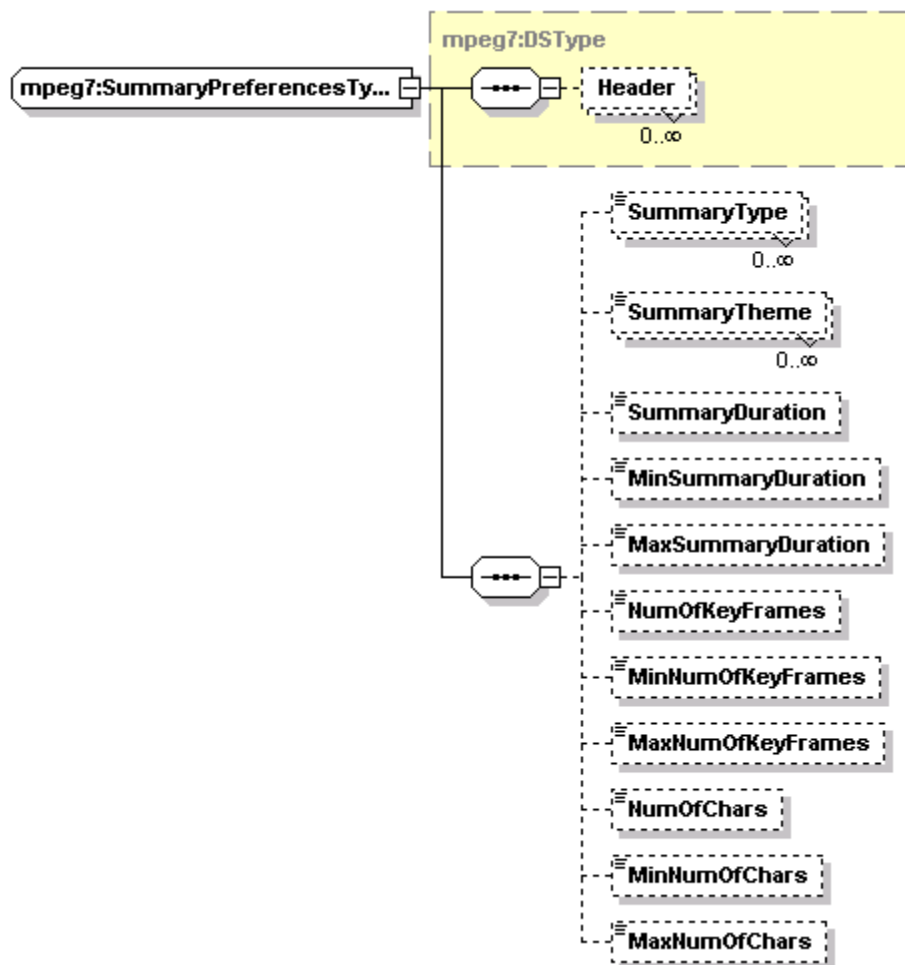 mpeg7:DSType
mpeg7:SummaryPreferencesTy...
Header
0..∞
SummaryType
0..∞
SummaryTheme
0..∞
SummaryDuration
MinSummaryDuration
MaxSummaryDuration
NumOfKeyFrames
MinNumOfKeyFrames
MaxNumOfKeyFrames
NumOfChars
MinNumOfChars
MaxNumOfChars